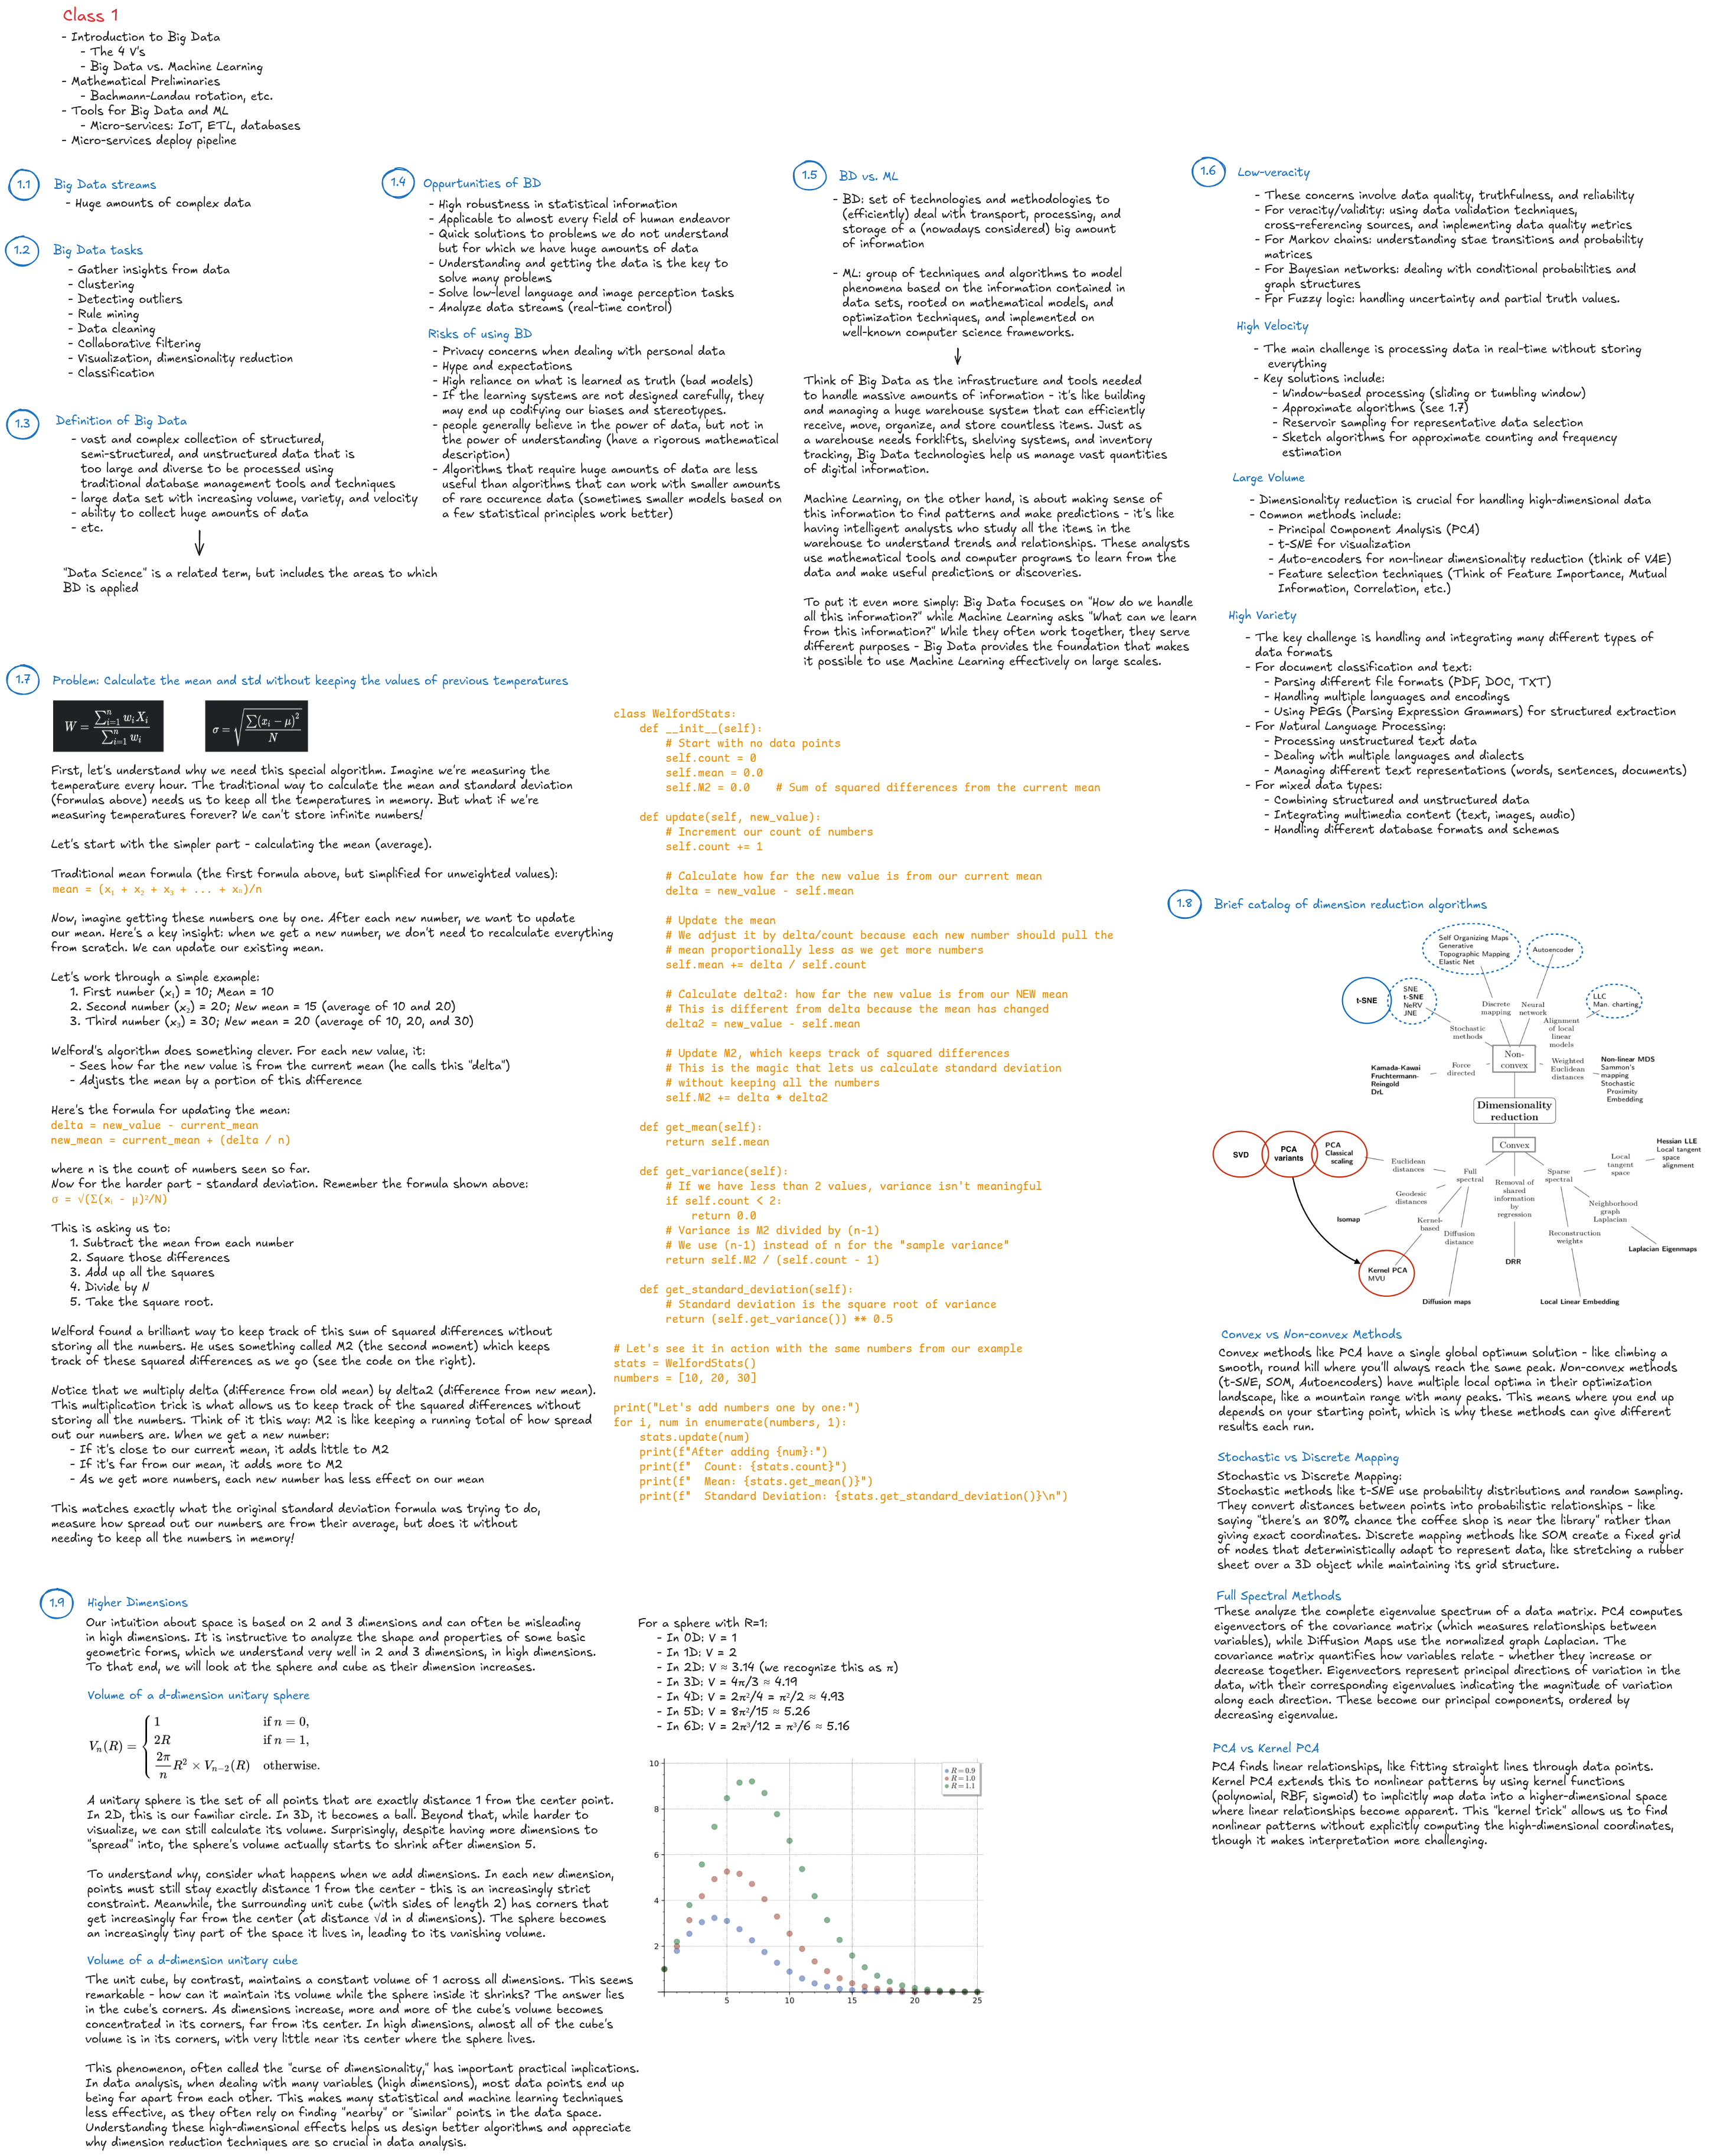 Class 1
- Introduction to Big Data
- The 4 V's
- Big Data vs. Machine Learning
- Mathematical Preliminaries
- Bachmann-Landau rotation, etc.
- Tools for Big Data and ML
- Micro-services: IoT, ETL, databases
- Micro-services deploy pipeline
1.1
Big Data streams
- Huge amounts of complex data
1.2
Big Data tasks
- Gather insights from data
- Clustering
- Detecting outliers
- Rule mining
- Data cleaning
- Collaborative filtering
- Visualization, dimensionality reduction
- Classification
1.3
Definition of Big Data
- vast and complex collection of structured,
semi-structured, and unstructured data that is
too large and diverse to be processed using
traditional database management tools and techniques
- large data set with increasing volume, variety, and velocity
- ability to collect huge amounts of data
- etc.
"Data Science" is a related term, but includes the areas to which
BD is applied
1.4
Oppurtunities of BD
- High robustness in statistical information
- Applicable to almost every field of human endeavor
- Quick solutions to problems we do not understand
but for which we have huge amounts of data
- Understanding and getting the data is the key to
solve many problems
- Solve low-level language and image perception tasks
- Analyze data streams (real-time control)
Risks of using BD
- Privacy concerns when dealing with personal data
- Hype and expectations
- High reliance on what is learned as truth (bad models)
- If the learning systems are not designed carefully, they
may end up codifying our biases and stereotypes.
- people generally believe in the power of data, but not in
the power of understanding (have a rigorous mathematical
description)
- Algorithms that require huge amounts of data are less
useful than algorithms that can work with smaller amounts
of rare occurence data (sometimes smaller models based on
a few statistical principles work better)
1.5
BD vs. ML
- BD: set of technologies and methodologies to
(efficiently) deal with transport, processing, and
storage of a (nowadays considered) big amount
of information
- ML: group of techniques and algorithms to model
phenomena based on the information contained in
data sets, rooted on mathematical models, and
optimization techniques, and implemented on
well-known computer science frameworks.
Think of Big Data as the infrastructure and tools needed
to handle massive amounts of information - it's like building
and managing a huge warehouse system that can efficiently
receive, move, organize, and store countless items. Just as
a warehouse needs forklifts, shelving systems, and inventory
tracking, Big Data technologies help us manage vast quantities
of digital information.
Machine Learning, on the other hand, is about making sense of
this information to find patterns and make predictions - it's like
having intelligent analysts who study all the items in the
warehouse to understand trends and relationships. These analysts
use mathematical tools and computer programs to learn from the
data and make useful predictions or discoveries.
To put it even more simply: Big Data focuses on "How do we handle
all this information?" while Machine Learning asks "What can we learn
from this information?" While they often work together, they serve
different purposes - Big Data provides the foundation that makes
it possible to use Machine Learning effectively on large scales.
1.6
Low-veracity
- These concerns involve data quality, truthfulness, and reliability
- For veracity/validity: using data validation techniques,
cross-referencing sources, and implementing data quality metrics
- For Markov chains: understanding stae transitions and probability
matrices
- For Bayesian networks: dealing with conditional probabilities and
graph structures
- Fpr Fuzzy logic: handling uncertainty and partial truth values.
High Velocity
- The main challenge is processing data in real-time without storing
everything
- Key solutions include:
- Window-based processing (sliding or tumbling window)
- Approximate algorithms (see 1.7)
- Reservoir sampling for representative data selection
- Sketch algorithms for approximate counting and frequency
estimation
Large Volume
- Dimensionality reduction is crucial for handling high-dimensional data
- Common methods include:
- Principal Component Analysis (PCA)
- t-SNE for visualization
- Auto-encoders for non-linear dimensionality reduction (think of VAE)
- Feature selection techniques (Think of Feature Importance, Mutual
Information, Correlation, etc.)
High Variety
- The key challenge is handling and integrating many different types of
data formats
- For document classification and text:
- Parsing different file formats (PDF, DOC, TXT)
- Handling multiple languages and encodings
- Using PEGs (Parsing Expression Grammars) for structured extraction
- For Natural Language Processing:
- Processing unstructured text data
- Dealing with multiple languages and dialects
- Managing different text representations (words, sentences, documents)
- For mixed data types:
- Combining structured and unstructured data
- Integrating multimedia content (text, images, audio)
- Handling different database formats and schemas
1.7
Problem: Calculate the mean and std without keeping the values of previous temperatures
W = ∑ⁿᵢ₌₁ wᵢXᵢ / ∑ⁿᵢ₌₁ wᵢ
σ = √(∑(xᵢ − μ)² / N)
First, let's understand why we need this special algorithm. Imagine we're measuring the
temperature every hour. The traditional way to calculate the mean and standard deviation
(formulas above) needs us to keep all the temperatures in memory. But what if we're
measuring temperatures forever? We can't store infinite numbers!
Let's start with the simpler part - calculating the mean (average).
Traditional mean formula (the first formula above, but simplified for unweighted values):
mean = (x₁ + x₂ + x₃ + ... + xₙ)/n
Now, imagine getting these numbers one by one. After each new number, we want to update
our mean. Here's a key insight: when we get a new number, we don't need to recalculate everything
from scratch. We can update our existing mean.
Let's work through a simple example:
1. First number (x₁) = 10; Mean = 10
2. Second number (x₂) = 20; New mean = 15 (average of 10 and 20)
3. Third number (x₃) = 30; New mean = 20 (average of 10, 20, and 30)
Welford's algorithm does something clever. For each new value, it:
- Sees how far the new value is from the current mean (he calls this "delta")
- Adjusts the mean by a portion of this difference
Here's the formula for updating the mean:
delta = new_value - current_mean
new_mean = current_mean + (delta / n)
where n is the count of numbers seen so far.
Now for the harder part - standard deviation. Remember the formula shown above:
σ = √(Σ(xᵢ - μ)²/N)
This is asking us to:
1. Subtract the mean from each number
2. Square those differences
3. Add up all the squares
4. Divide by N
5. Take the square root.
Welford found a brilliant way to keep track of this sum of squared differences without
storing all the numbers. He uses something called M2 (the second moment) which keeps
track of these squared differences as we go (see the code on the right).
Notice that we multiply delta (difference from old mean) by delta2 (difference from new mean).
This multiplication trick is what allows us to keep track of the squared differences without
storing all the numbers. Think of it this way: M2 is like keeping a running total of how spread
out our numbers are. When we get a new number:
- If it's close to our current mean, it adds little to M2
- If it's far from our mean, it adds more to M2
- As we get more numbers, each new number has less effect on our mean
This matches exactly what the original standard deviation formula was trying to do,
measure how spread out our numbers are from their average, but does it without
needing to keep all the numbers in memory!
class WelfordStats:
def __init__(self):
# Start with no data points
self.count = 0
self.mean = 0.0
self.M2 = 0.0 # Sum of squared differences from the current mean
def update(self, new_value):
# Increment our count of numbers
self.count += 1
# Calculate how far the new value is from our current mean
delta = new_value - self.mean
# Update the mean
# We adjust it by delta/count because each new number should pull the
# mean proportionally less as we get more numbers
self.mean += delta / self.count
# Calculate delta2: how far the new value is from our NEW mean
# This is different from delta because the mean has changed
delta2 = new_value - self.mean
# Update M2, which keeps track of squared differences
# This is the magic that lets us calculate standard deviation
# without keeping all the numbers
self.M2 += delta * delta2
def get_mean(self):
return self.mean
def get_variance(self):
# If we have less than 2 values, variance isn't meaningful
if self.count < 2:
return 0.0
# Variance is M2 divided by (n-1)
# We use (n-1) instead of n for the "sample variance"
return self.M2 / (self.count - 1)
def get_standard_deviation(self):
# Standard deviation is the square root of variance
return (self.get_variance()) ** 0.5
# Let's see it in action with the same numbers from our example
stats = WelfordStats()
numbers = [10, 20, 30]
print("Let's add numbers one by one:")
for i, num in enumerate(numbers, 1):
stats.update(num)
print(f"After adding {num}:")
print(f" Count: {stats.count}")
print(f" Mean: {stats.get_mean()}")
print(f" Standard Deviation: {stats.get_standard_deviation()}\n")
1.8
Brief catalog of dimension reduction algorithms
Self Organizing Maps
Generative
Topographic Mapping
Elastic Net
Autoencoder
t-SNE
SNE
t-SNE
NeRV
JNE
LLC
Man. charting
Discrete
mapping
Neural
network
Stochastic
methods
Alignment
of local
linear
models
Non-
convex
Force
directed
Kamada-Kawai
Fruchtermann-
Reingold
DrL
Weighted
Euclidean
distances
Non-linear MDS
Sammon's
mapping
Stochastic
Proximity
Embedding
Dimensionality
reduction
Convex
SVD
PCA
variants
PCA
Classical
scaling
Euclidean
distances
Full
spectral
Sparse
spectral
Local
tangent
space
Hessian LLE
Local tangent
space
alignment
Geodesic
distances
Isomap
Removal of
shared
information
by
regression
Neighborhood
graph
Laplacian
Kernel-
based
Diffusion
distance
Reconstruction
weights
Laplacian Eigenmaps
DRR
Kernel PCA
MVU
Diffusion maps
Local Linear Embedding
Convex vs Non-convex Methods
Convex methods like PCA have a single global optimum solution - like climbing a
smooth, round hill where you'll always reach the same peak. Non-convex methods
(t-SNE, SOM, Autoencoders) have multiple local optima in their optimization
landscape, like a mountain range with many peaks. This means where you end up
depends on your starting point, which is why these methods can give different
results each run.
Stochastic vs Discrete Mapping
Stochastic vs Discrete Mapping:
Stochastic methods like t-SNE use probability distributions and random sampling.
They convert distances between points into probabilistic relationships - like
saying "there's an 80% chance the coffee shop is near the library" rather than
giving exact coordinates. Discrete mapping methods like SOM create a fixed grid
of nodes that deterministically adapt to represent data, like stretching a rubber
sheet over a 3D object while maintaining its grid structure.
Full Spectral Methods
These analyze the complete eigenvalue spectrum of a data matrix. PCA computes
eigenvectors of the covariance matrix (which measures relationships between
variables), while Diffusion Maps use the normalized graph Laplacian. The
covariance matrix quantifies how variables relate - whether they increase or
decrease together. Eigenvectors represent principal directions of variation in the
data, with their corresponding eigenvalues indicating the magnitude of variation
along each direction. These become our principal components, ordered by
decreasing eigenvalue.
PCA vs Kernel PCA
PCA finds linear relationships, like fitting straight lines through data points.
Kernel PCA extends this to nonlinear patterns by using kernel functions
(polynomial, RBF, sigmoid) to implicitly map data into a higher-dimensional space
where linear relationships become apparent. This "kernel trick" allows us to find
nonlinear patterns without explicitly computing the high-dimensional coordinates,
though it makes interpretation more challenging.
1.9
Higher Dimensions
Our intuition about space is based on 2 and 3 dimensions and can often be misleading
in high dimensions. It is instructive to analyze the shape and properties of some basic
geometric forms, which we understand very well in 2 and 3 dimensions, in high dimensions.
To that end, we will look at the sphere and cube as their dimension increases.
Volume of a d-dimension unitary sphere
Vₙ(R) = { 1 if n = 0,
2R if n = 1,
2π/n R² × Vₙ₋₂(R) otherwise.
A unitary sphere is the set of all points that are exactly distance 1 from the center point.
In 2D, this is our familiar circle. In 3D, it becomes a ball. Beyond that, while harder to
visualize, we can still calculate its volume. Surprisingly, despite having more dimensions to
"spread" into, the sphere's volume actually starts to shrink after dimension 5.
To understand why, consider what happens when we add dimensions. In each new dimension,
points must still stay exactly distance 1 from the center - this is an increasingly strict
constraint. Meanwhile, the surrounding unit cube (with sides of length 2) has corners that
get increasingly far from the center (at distance √d in d dimensions). The sphere becomes
an increasingly tiny part of the space it lives in, leading to its vanishing volume.
Volume of a d-dimension unitary cube
The unit cube, by contrast, maintains a constant volume of 1 across all dimensions. This seems
remarkable - how can it maintain its volume while the sphere inside it shrinks? The answer lies
in the cube's corners. As dimensions increase, more and more of the cube's volume becomes
concentrated in its corners, far from its center. In high dimensions, almost all of the cube's
volume is in its corners, with very little near its center where the sphere lives.
This phenomenon, often called the "curse of dimensionality," has important practical implications.
In data analysis, when dealing with many variables (high dimensions), most data points end up
being far apart from each other. This makes many statistical and machine learning techniques
less effective, as they often rely on finding "nearby" or "similar" points in the data space.
Understanding these high-dimensional effects helps us design better algorithms and appreciate
why dimension reduction techniques are so crucial in data analysis.
For a sphere with R=1:
- In 0D: V = 1
- In 1D: V = 2
- In 2D: V ≈ 3.14 (we recognize this as π)
- In 3D: V = 4π/3 ≈ 4.19
- In 4D: V = 2π²/4 = π²/2 ≈ 4.93
- In 5D: V = 8π²/15 ≈ 5.26
- In 6D: V = 2π³/12 = π³/6 ≈ 5.16
R = 0.9
R = 1.0
R = 1.1
10
8
6
4
2
5 10 15 20 25